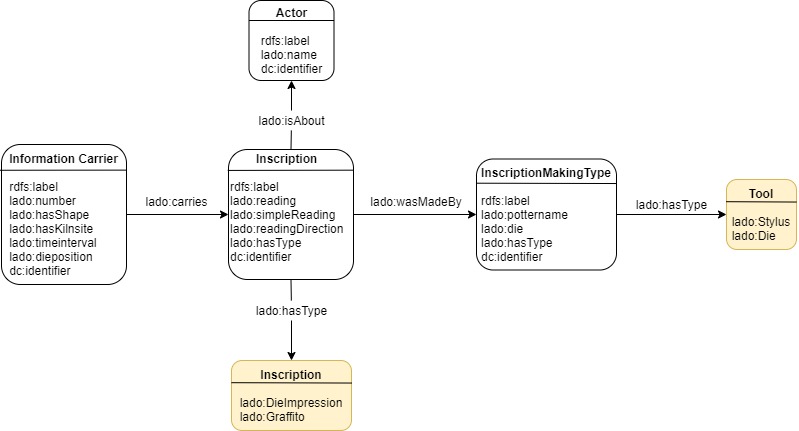 Actor
rdfs:label
lado:name
dc:identifier
lado:isAbout
Information Carrier
rdfs:label
lado:number
lado:hasShape
lado:hasKilnsite
lado:timeinterval
lado:dieposition
dc:identifier
lado:carries
Inscription
rdfs:label
lado:reading
lado:simpleReading
lado:readingDirection
lado:hasType
dc:identifier
lado:wasMadeBy
InscriptionMakingType
rdfs:label
lado:pottername
lado:die
lado:hasType
dc:identifier
lado:hasType
Tool
lado:Stylus
lado:Die
lado:hasType
Inscription
lado:DieImpression
lado:Graffito